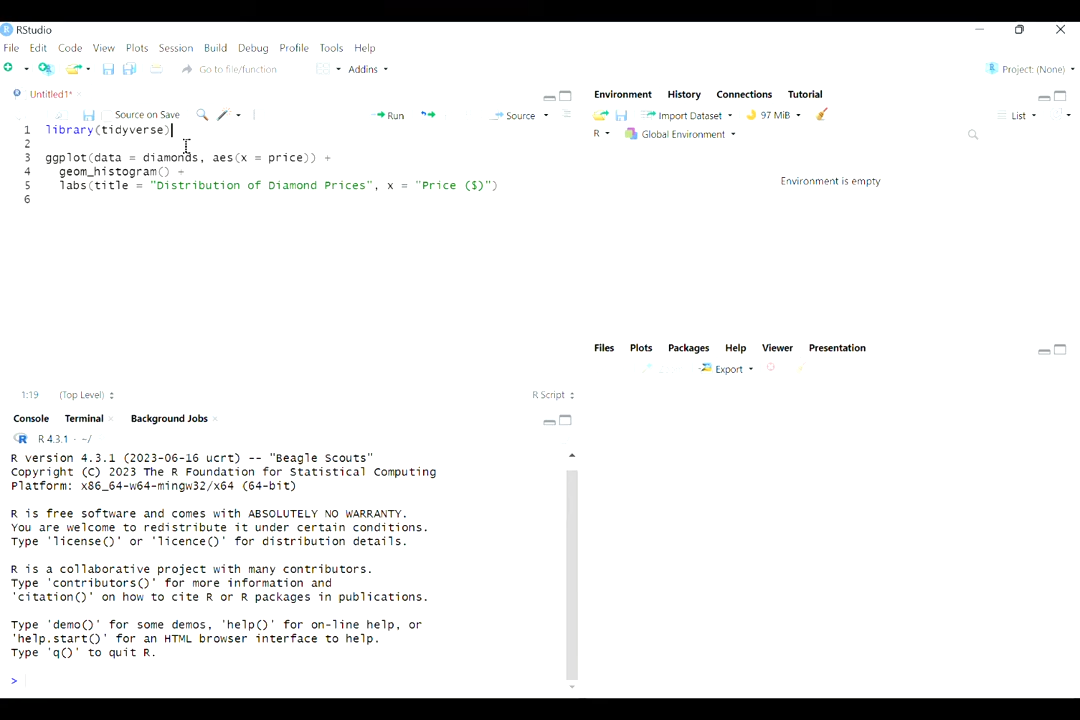 RStudio
File Edit Code View Plots Session Build Debug Profile Tools Help
Go to file/function Addins Project: (None)
Untitled1*
Source on Save Run Source
1 library(tidyverse)
2
3 ggplot(data = diamonds, aes(x = price)) +
4 geom_histogram() +
5 labs(title = "Distribution of Diamond Prices", x = "Price ($)")
6
1:19 (Top Level) R Script
Console Terminal Background Jobs
R R 4.3.1 · ~/
R version 4.3.1 (2023-06-16 ucrt) -- "Beagle Scouts"
Copyright (C) 2023 The R Foundation for Statistical Computing
Platform: x86_64-w64-mingw32/x64 (64-bit)
R is free software and comes with ABSOLUTELY NO WARRANTY.
You are welcome to redistribute it under certain conditions.
Type 'license()' or 'licence()' for distribution details.
R is a collaborative project with many contributors.
Type 'contributors()' for more information and
'citation()' on how to cite R or R packages in publications.
Type 'demo()' for some demos, 'help()' for on-line help, or
'help.start()' for an HTML browser interface to help.
Type 'q()' to quit R.
>
Environment History Connections Tutorial
Import Dataset 97 MiB List
R Global Environment
Environment is empty
Files Plots Packages Help Viewer Presentation
Export